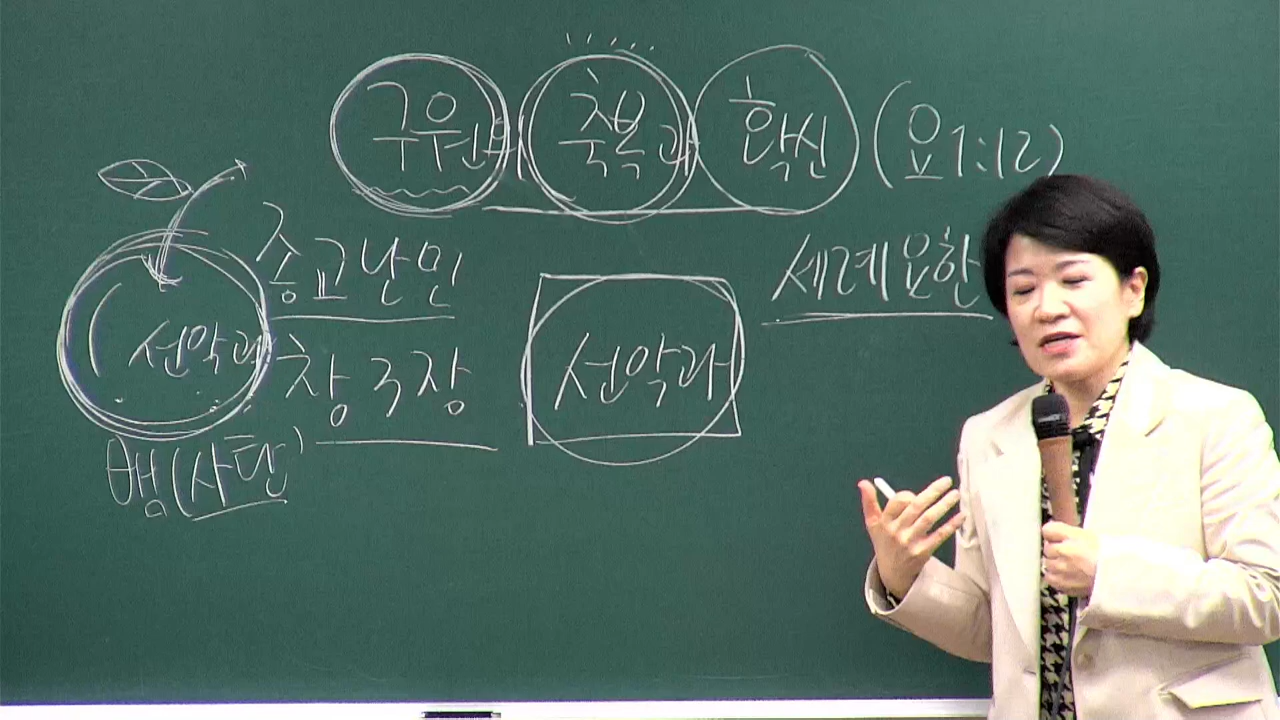 구원의 축복과 확신 (요1:12)
종교난민
세례요한
선악과
창3장
선악과
뱀(사탄)